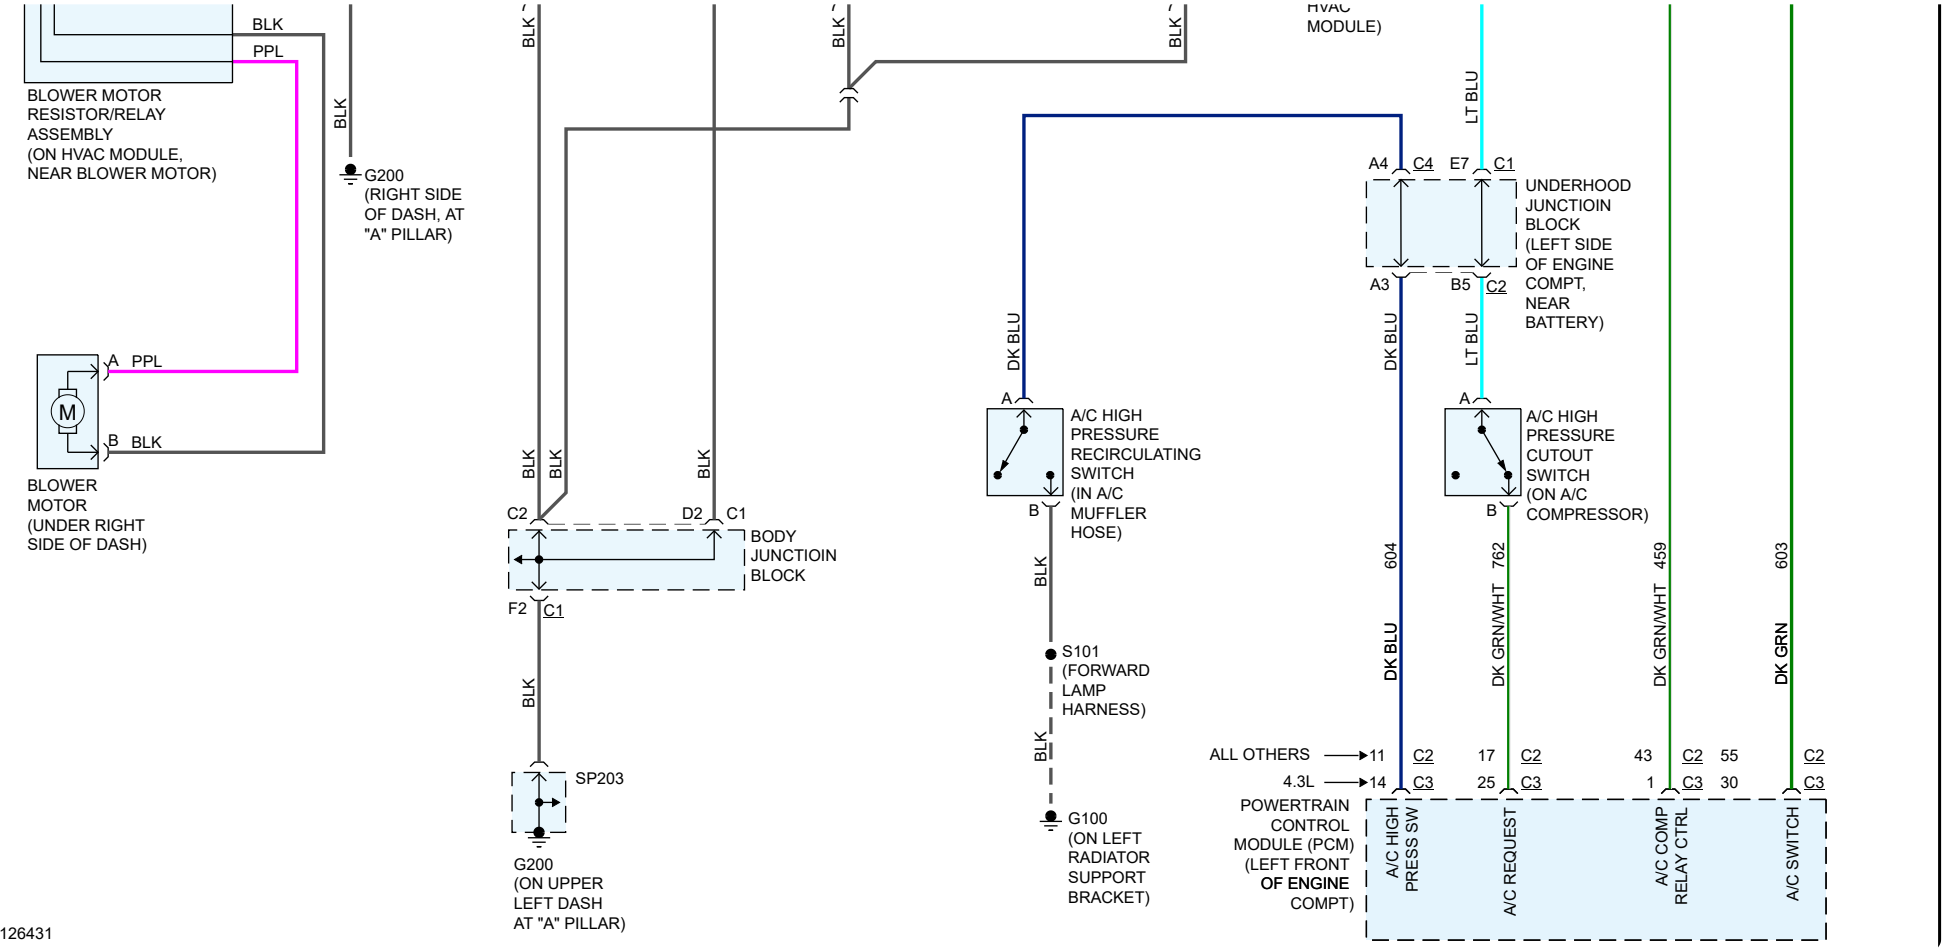 BLK
PPL
BLOWER MOTOR
RESISTOR/RELAY
ASSEMBLY
(ON HVAC MODULE,
NEAR BLOWER MOTOR)
BLK
G200
(RIGHT SIDE
OF DASH, AT
"A" PILLAR)
A PPL
M
B BLK
BLOWER
MOTOR
(UNDER RIGHT
SIDE OF DASH)
BLK
BLK
BLK
HVAC
MODULE)
BLK
BLK
BLK
C2
D2 C1
BODY
JUNCTIOIN
BLOCK
F2 C1
BLK
SP203
G200
(ON UPPER
LEFT DASH
AT "A" PILLAR)
LT BLU
A4 C4 E7 C1
UNDERHOOD
JUNCTIOIN
BLOCK
(LEFT SIDE
OF ENGINE
COMPT,
NEAR
BATTERY)
A3 B5 C2
DK BLU
DK BLU
LT BLU
A
A/C HIGH
PRESSURE
RECIRCULATING
SWITCH
(IN A/C
MUFFLER
HOSE)
B
A
A/C HIGH
PRESSURE
CUTOUT
SWITCH
(ON A/C
COMPRESSOR)
B
BLK
S101
(FORWARD
LAMP
HARNESS)
BLK
G100
(ON LEFT
RADIATOR
SUPPORT
BRACKET)
604
762
459
603
DK BLU
DK GRN/WHT
DK GRN/WHT
DK GRN
ALL OTHERS 11 C2 17 C2 43 C2 55 C2
4.3L 14 C3 25 C3 1 C3 30 C3
POWERTRAIN
CONTROL
MODULE (PCM)
(LEFT FRONT
OF ENGINE
COMPT)
A/C HIGH
PRESS SW
A/C REQUEST
A/C COMP
RELAY CTRL
A/C SWITCH
126431